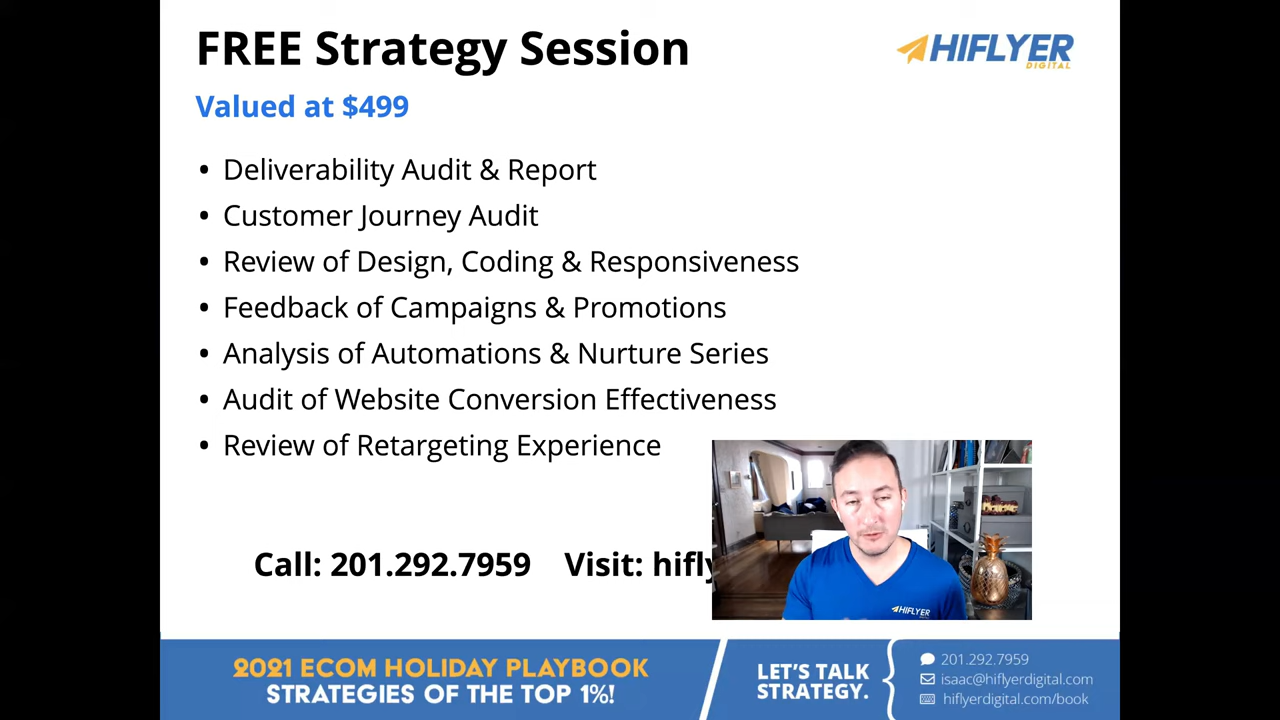 FREE Strategy Session
HIFLYER
DIGITAL
Valued at $499
• Deliverability Audit & Report
• Customer Journey Audit
• Review of Design, Coding & Responsiveness
• Feedback of Campaigns & Promotions
• Analysis of Automations & Nurture Series
• Audit of Website Conversion Effectiveness
• Review of Retargeting Experience
Call: 201.292.7959 Visit: hifly
HIFLYER
2021 ECOM HOLIDAY PLAYBOOK
STRATEGIES OF THE TOP 1%!
LET'S TALK
STRATEGY.
201.292.7959
isaac@hiflyerdigital.com
hiflyerdigital.com/book